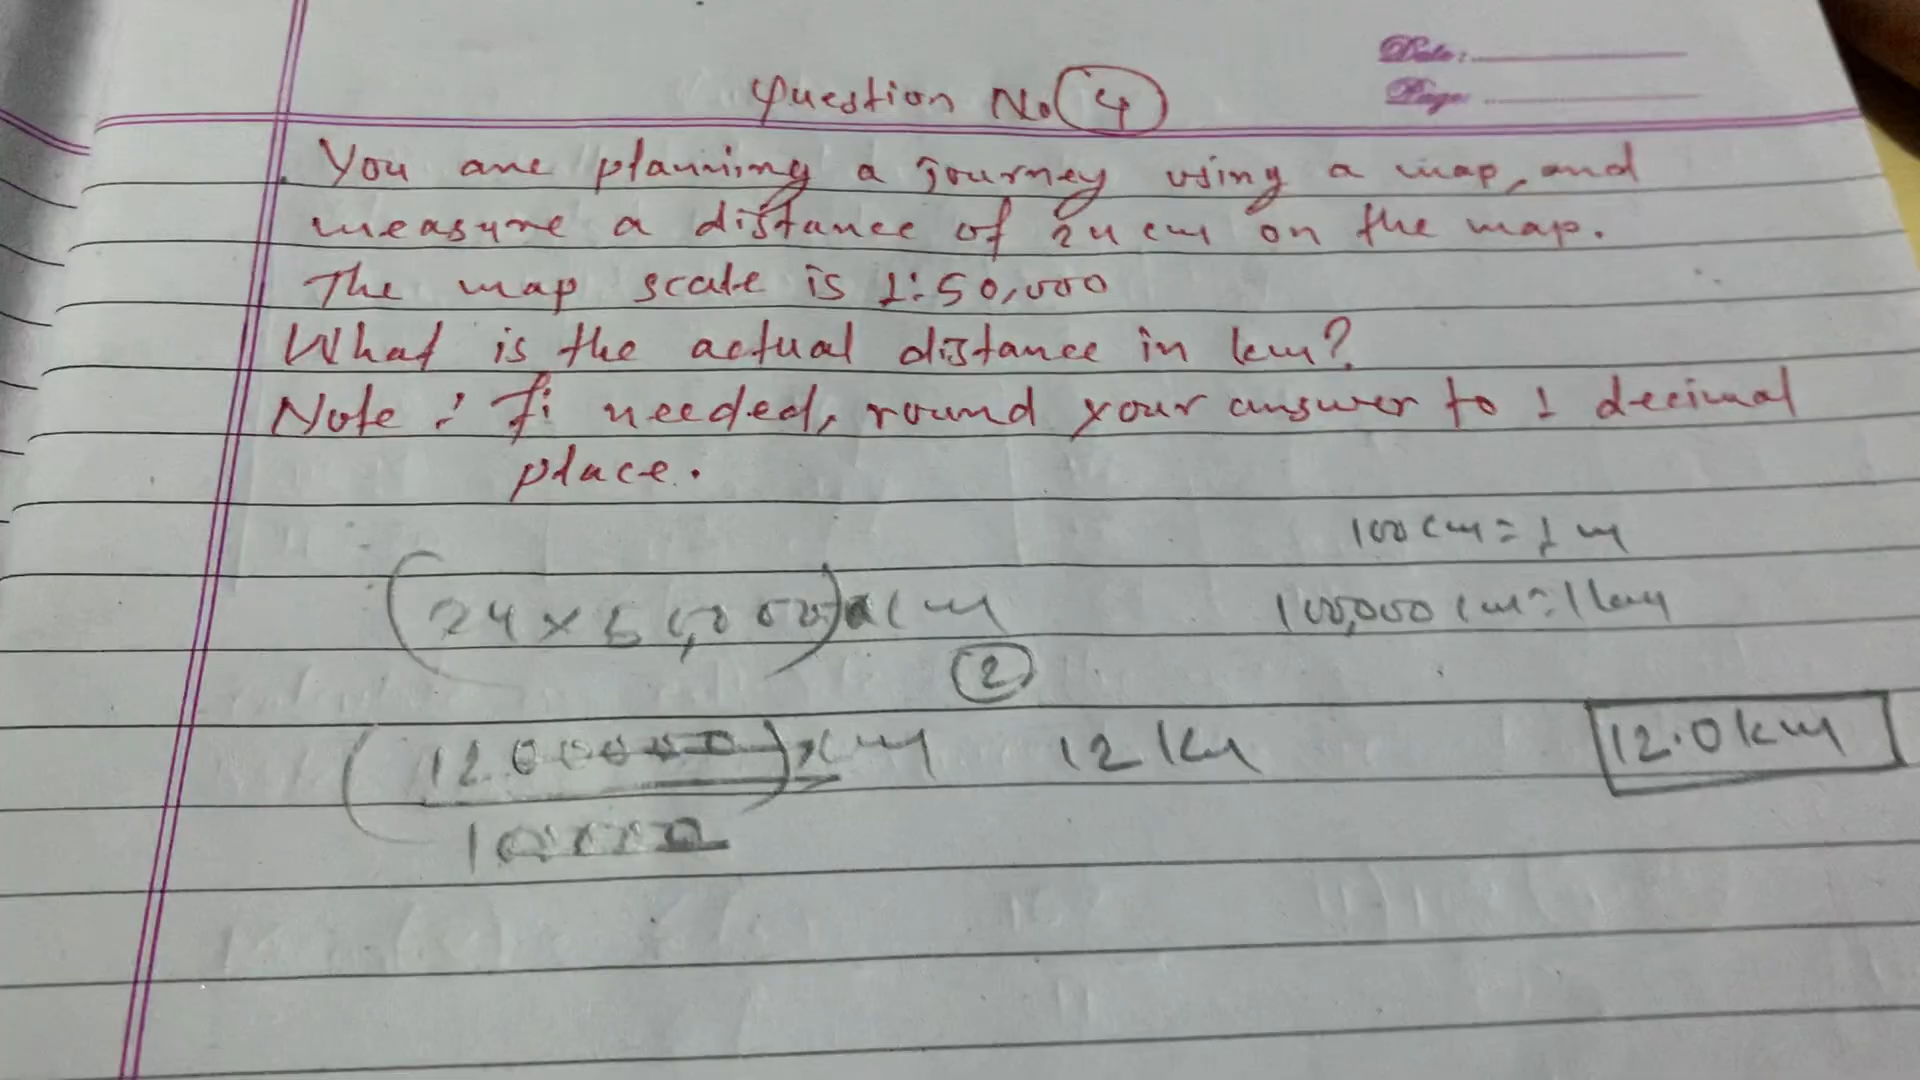 Date:
Page:
Question No 4
You are planning a journey using a map, and
measure a distance of 24 cm on the map.
The map scale is 1:50,000
What is the actual distance in km?
Note : If needed, round your answer to 1 decimal
place.
100 cm = 1 m
(24 × 50,000) cm
100,000 cm = 1 km
2
12 km
12.0 km